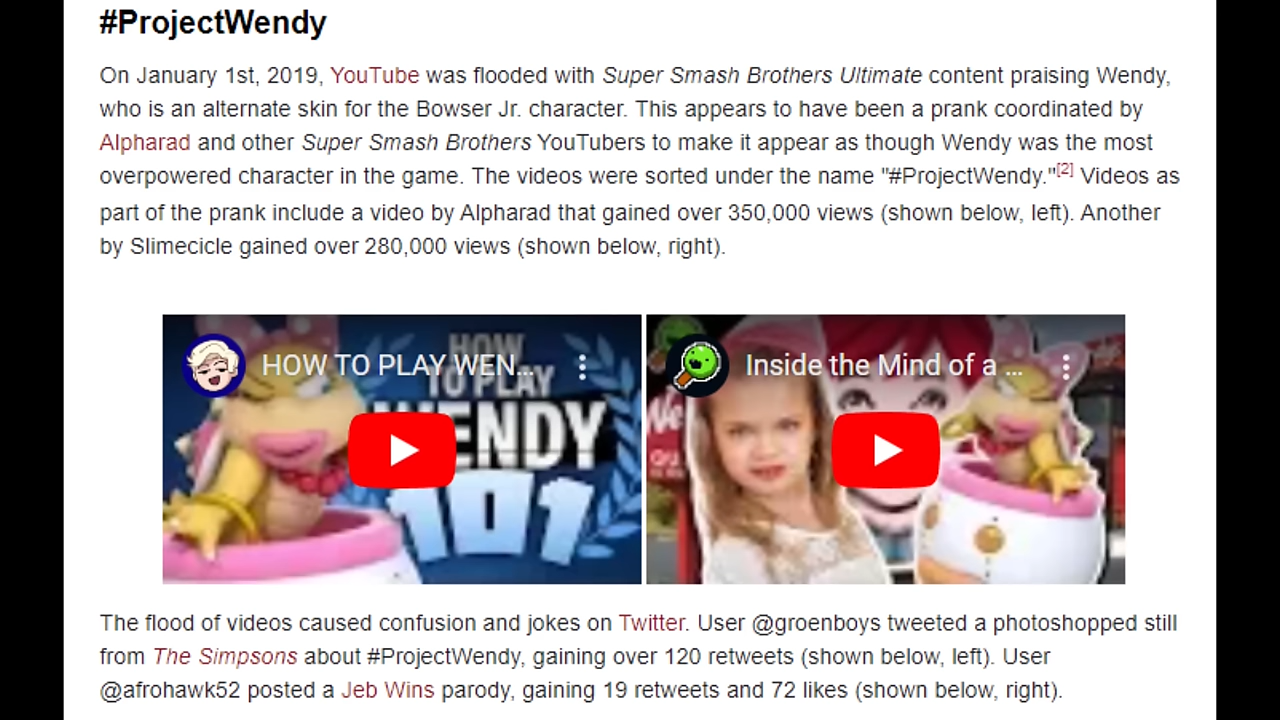 #ProjectWendy
On January 1st, 2019, YouTube was flooded with Super Smash Brothers Ultimate content praising Wendy,
who is an alternate skin for the Bowser Jr. character. This appears to have been a prank coordinated by
Alpharad and other Super Smash Brothers YouTubers to make it appear as though Wendy was the most
overpowered character in the game. The videos were sorted under the name "#ProjectWendy."[2] Videos as
part of the prank include a video by Alpharad that gained over 350,000 views (shown below, left). Another
by Slimecicle gained over 280,000 views (shown below, right).
HOW TO PLAY WEN...
HOW
TO PLAY
WENDY
101
Inside the Mind of a ...
The flood of videos caused confusion and jokes on Twitter. User @groenboys tweeted a photoshopped still
from The Simpsons about #ProjectWendy, gaining over 120 retweets (shown below, left). User
@afrohawk52 posted a Jeb Wins parody, gaining 19 retweets and 72 likes (shown below, right).